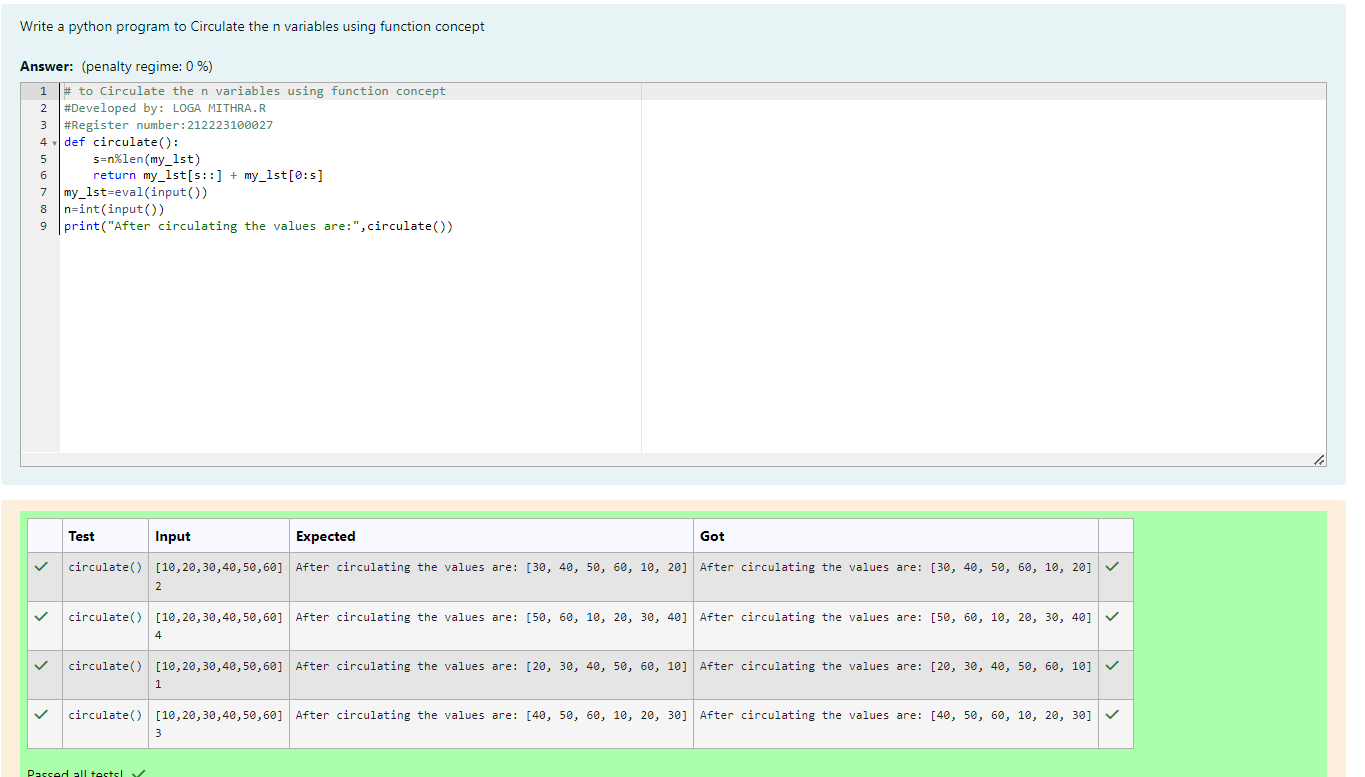 Write a python program to Circulate the n variables using function concept
Answer: (penalty regime: 0 %)
1 # to Circulate the n variables using function concept
2 #Developed by: LOGA MITHRA.R
3 #Register number:212223100027
4 def circulate():
5 s=n%len(my_lst)
6 return my_lst[s::] + my_lst[0:s]
7 my_lst=eval(input())
8 n=int(input())
9 print("After circulating the values are:",circulate())
Test Input Expected Got
circulate() [10,20,30,40,50,60] After circulating the values are: [30, 40, 50, 60, 10, 20] After circulating the values are: [30, 40, 50, 60, 10, 20]
2
circulate() [10,20,30,40,50,60] After circulating the values are: [50, 60, 10, 20, 30, 40] After circulating the values are: [50, 60, 10, 20, 30, 40]
4
circulate() [10,20,30,40,50,60] After circulating the values are: [20, 30, 40, 50, 60, 10] After circulating the values are: [20, 30, 40, 50, 60, 10]
1
circulate() [10,20,30,40,50,60] After circulating the values are: [40, 50, 60, 10, 20, 30] After circulating the values are: [40, 50, 60, 10, 20, 30]
3
Passed all tests!